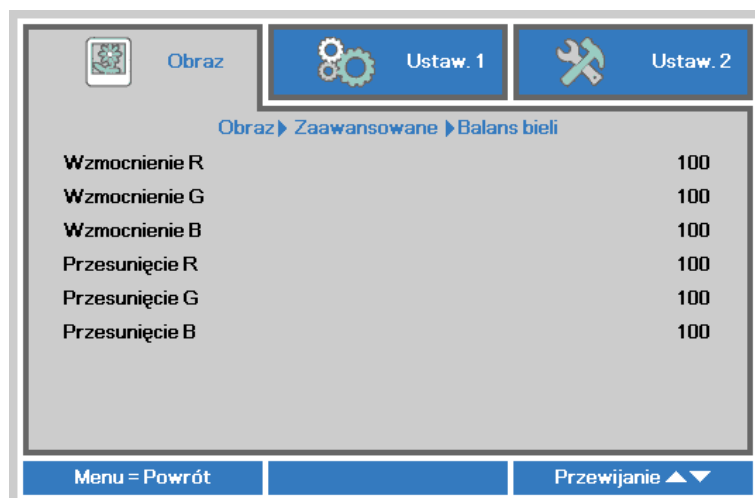 Obraz Ustaw. 1 Ustaw. 2
Obraz Zaawansowane Balans bieli
Wzmocnienie R 100
Wzmocnienie G 100
Wzmocnienie B 100
Przesunięcie R 100
Przesunięcie G 100
Przesunięcie B 100
Menu = Powrót Przewijanie